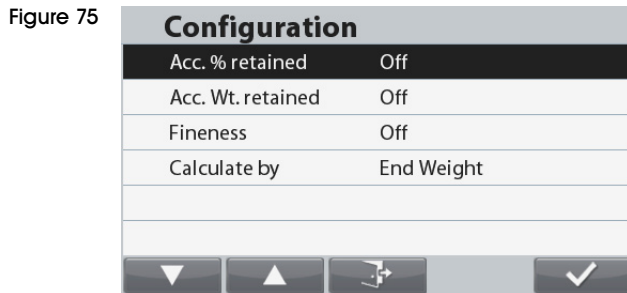 Figure 75
Configuration
Acc. % retained Off
Acc. Wt. retained Off
Fineness Off
Calculate by End Weight